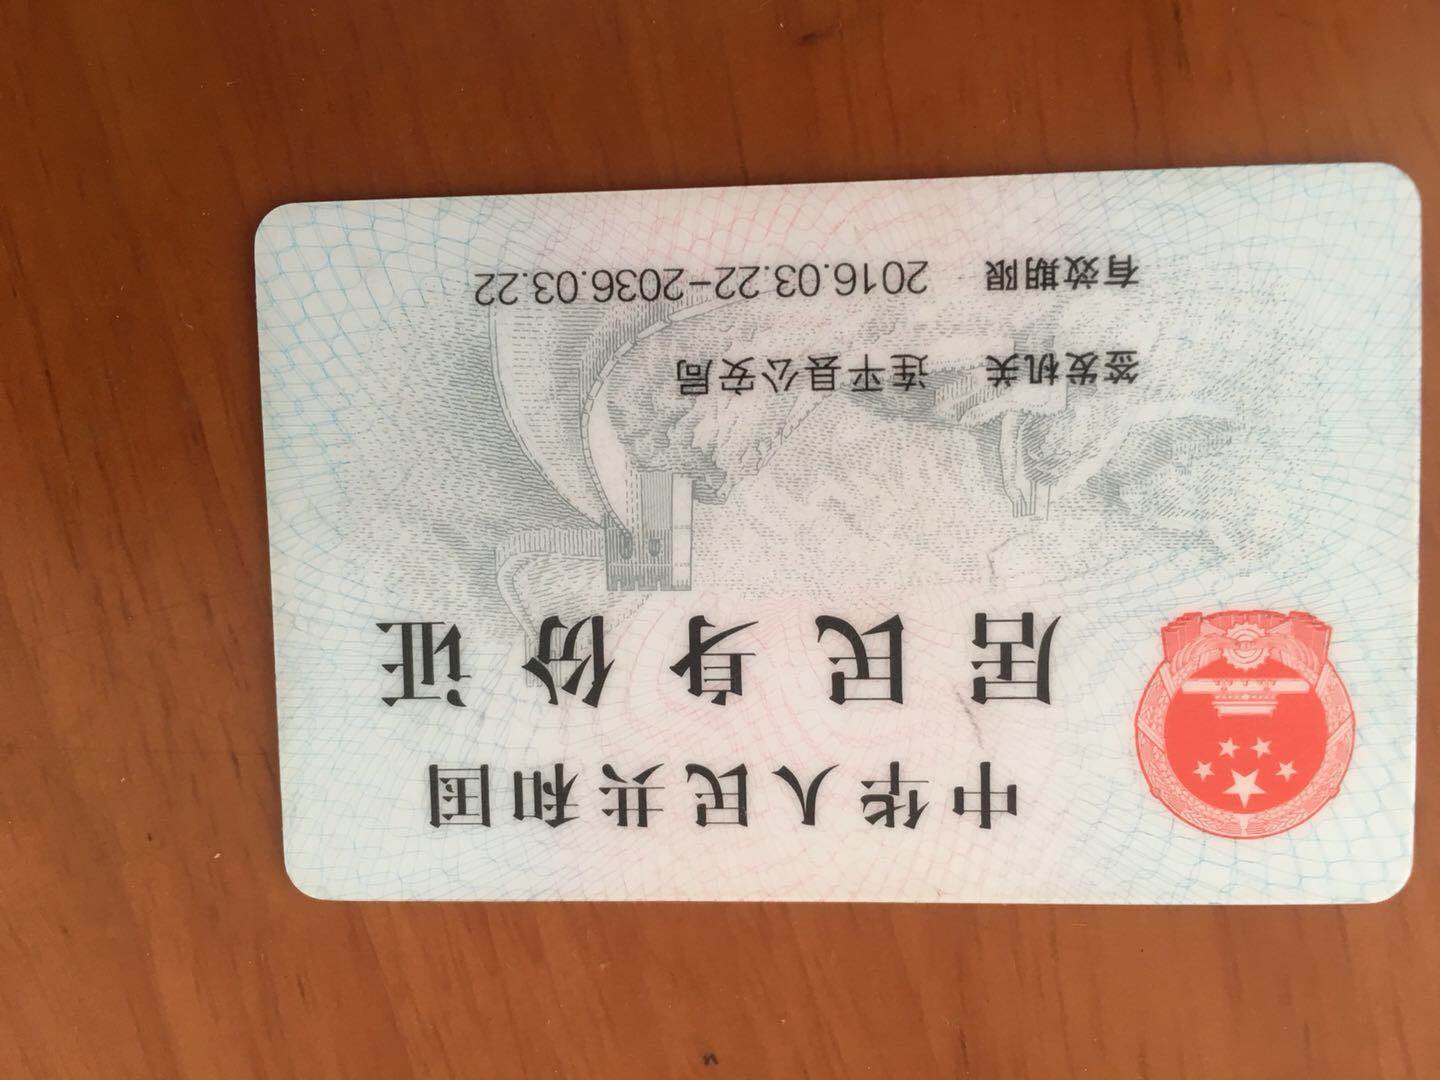 中华人民共和国
居民身份证
签发机关 连平县公安局
有效期限 2016.03.22-2036.03.22